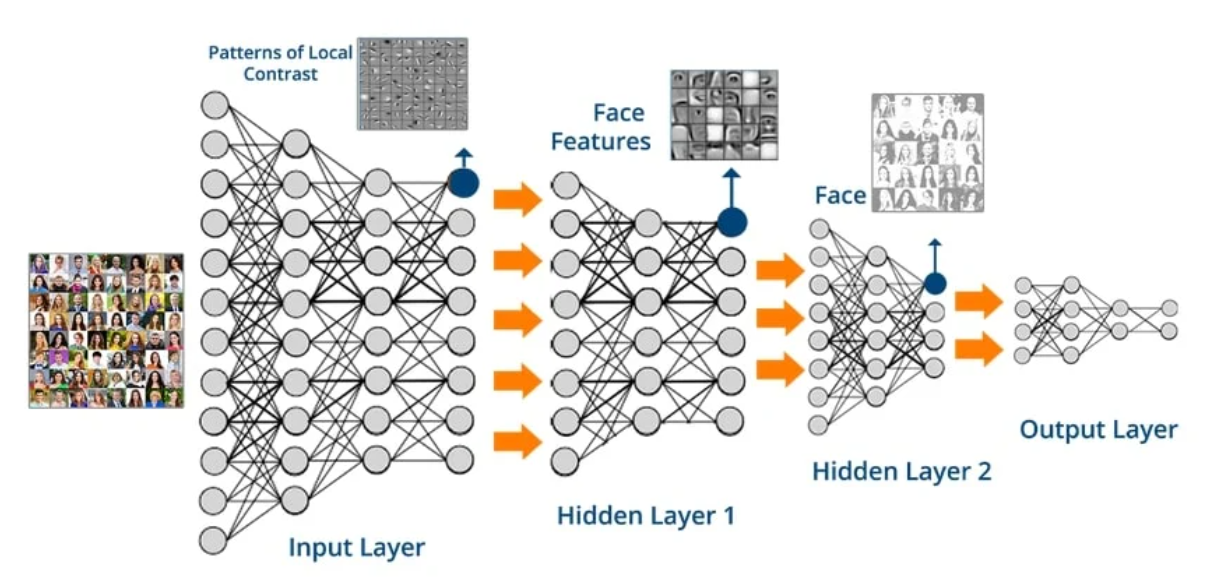 Patterns of Local
Contrast
Face
Features
Face
Input Layer
Hidden Layer 1
Hidden Layer 2
Output Layer